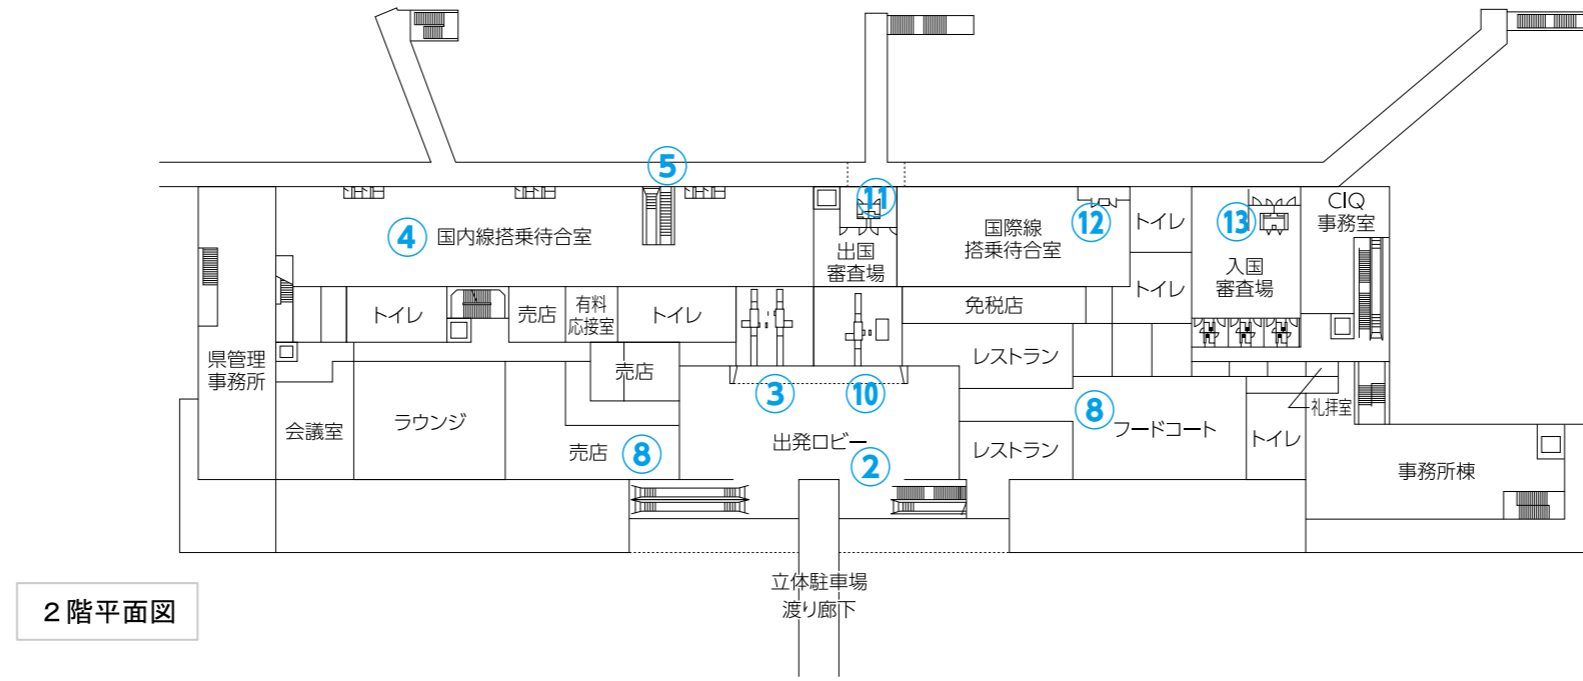 ⑤
④ 国内線搭乗待合室
⑪
出国
審査場
国際線
搭乗待合室
⑫
トイレ
⑬
入国
審査場
CIQ
事務室
トイレ
売店
有料
応接室
トイレ
免税店
トイレ
県管理
事務所
会議室
ラウンジ
売店
売店 ⑧
③
⑩
出発ロビー
②
レストラン
レストラン
⑧
フードコート
トイレ
礼拝室
事務所棟
立体駐車場
渡り廊下
２階平面図